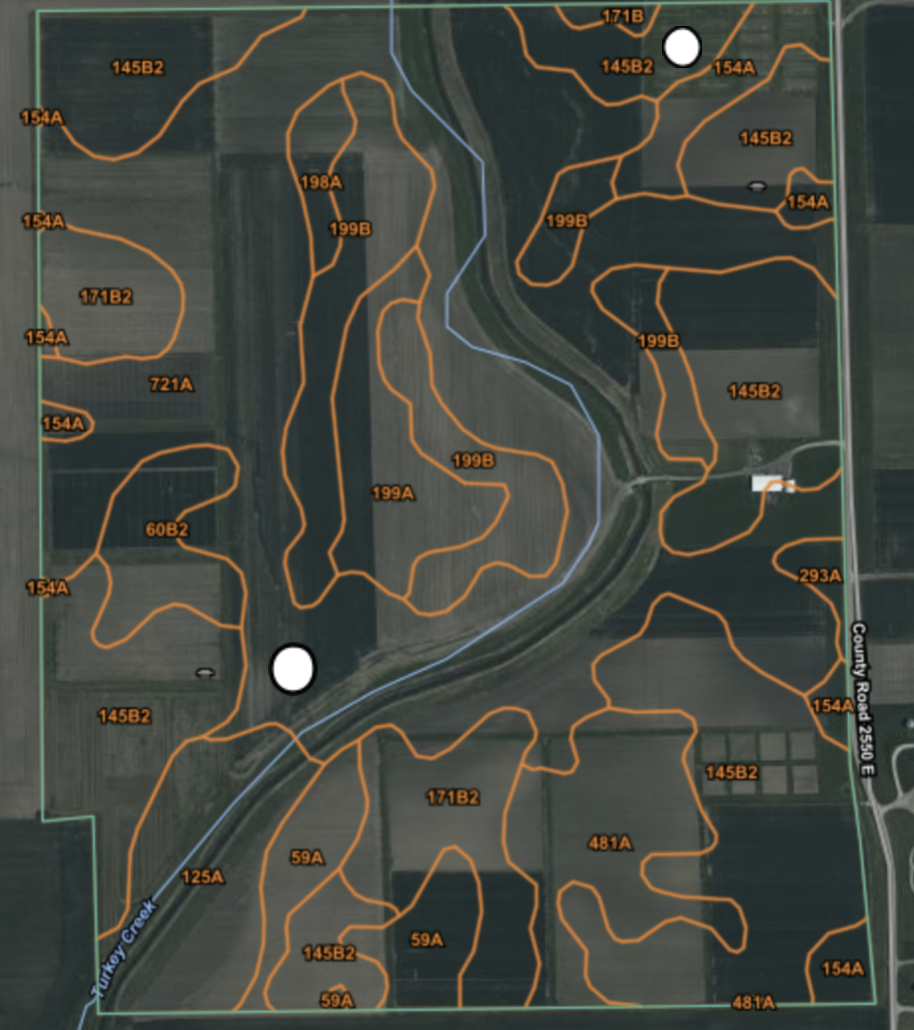 171B
145B2
145B2
154A
154A
145B2
198A
154A
154A
199B
199B
171B2
154A
199B
721A
145B2
154A
199B
199A
60B2
293A
154A
154A
145B2
County Road 2550 E
145B2
171B2
481A
59A
125A
59A
145B2
154A
Turkey Creek
59A
481A